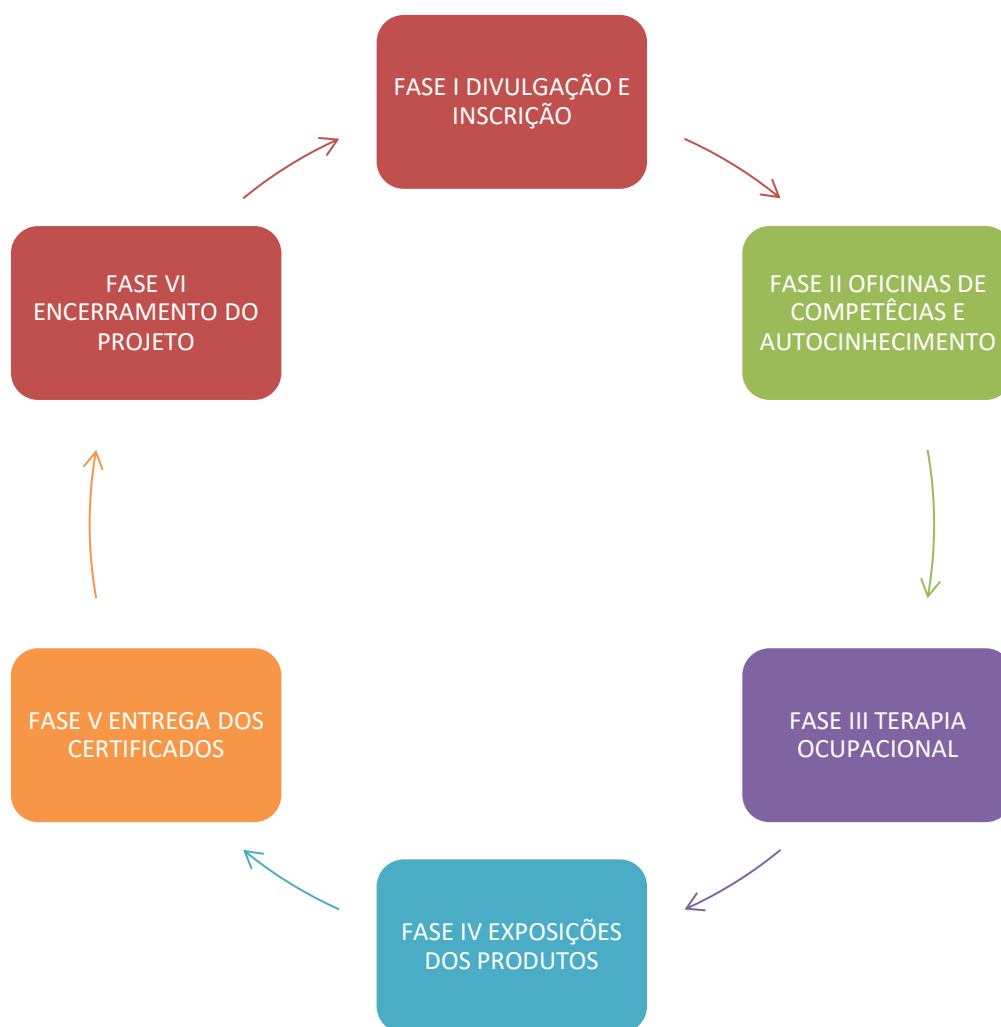 FASE I DIVULGAÇÃO E
INSCRIÇÃO
FASE II OFICINAS DE
COMPETÊCIAS E
AUTOCINHECIMENTO
FASE III TERAPIA
OCUPACIONAL
FASE IV EXPOSIÇÕES
DOS PRODUTOS
FASE V ENTREGA DOS
CERTIFICADOS
FASE VI
ENCERRAMENTO DO
PROJETO